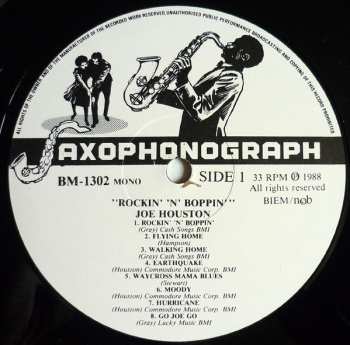 ALL RIGHTS OF THE OWNER AND OF THE MANUFACTURER OF THE RECORDED WORK RESERVED, UNAUTHORISED PUBLIC PERFORMANCE BROADCASTING AND COPYING OF THIS RECORD PROHIBITED
SAXOPHONOGRAPH
BM-1302 MONO
SIDE 1
33 RPM ℗ 1988
All rights reserved
BIEM/nob
"ROCKIN' 'N' BOPPIN'"
JOE HOUSTON
1. ROCKIN' 'N' BOPPIN'
(Grey) Cash Songs BMI)
2. FLYING HOME
(Hampton)
3. WALKING HOME
(Grey) Cash Songs BMI)
4. EARTHQUAKE
(Houston) Commodore Music Corp. BMI)
5. WAYCROSS MAMA BLUES
(Stewart)
6. MOODY
(Houston) Commodore Music Corp. BMI)
7. HURRICANE
(Houston) Commodore Music Corp. BMI)
8. GO JOE GO
(Gray) Lucky Music BMI)